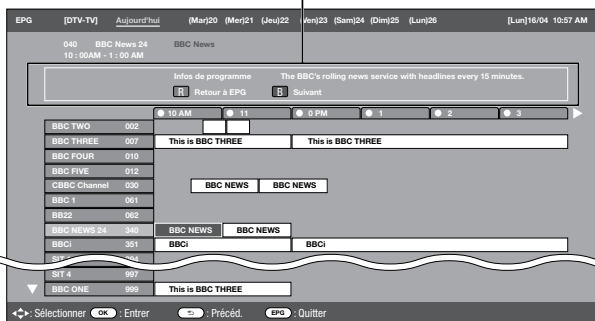 EPG [DTV-TV] Aujourd'hui (Mar)20 (Mer)21 (Jeu)22 (Ven)23 (Sam)24 (Dim)25 (Lun)26 [Lun]16/04 10:57 AM
040 BBC News 24 BBC News
10 : 00AM - 1 : 00 AM
Infos de programme The BBC's rolling news service with headlines every 15 minutes.
R Retour à EPG B Suivant
10 AM 11 0 PM 1 2 3
BBC TWO 002
BBC THREE 007 This is BBC THREE This is BBC THREE
BBC FOUR 010
BBC FIVE 012
CBBC Channel 030 BBC NEWS BBC NEWS
BBC 1 061
BB22 062
BBC NEWS 24 340 BBC NEWS BBC NEWS
BBCi 351 BBCi BBCi
SIT 4 997
BBC ONE 999 This is BBC THREE
: Sélectionner OK : Entrer : Précéd. EPG : Quitter